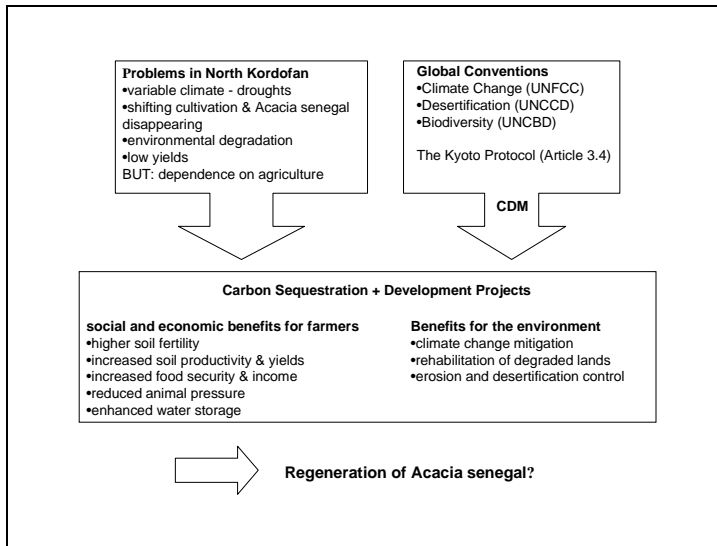 Problems in North Kordofan
•variable climate - droughts
•shifting cultivation & Acacia senegal
disappearing
•environmental degradation
•low yields
BUT: dependence on agriculture
Global Conventions
•Climate Change (UNFCC)
•Desertification (UNCCD)
•Biodiversity (UNCBD)
The Kyoto Protocol (Article 3.4)
CDM
Carbon Sequestration + Development Projects
social and economic benefits for farmers
•higher soil fertility
•increased soil productivity & yields
•increased food security & income
•reduced animal pressure
•enhanced water storage
Benefits for the environment
•climate change mitigation
•rehabilitation of degraded lands
•erosion and desertification control
Regeneration of Acacia senegal?